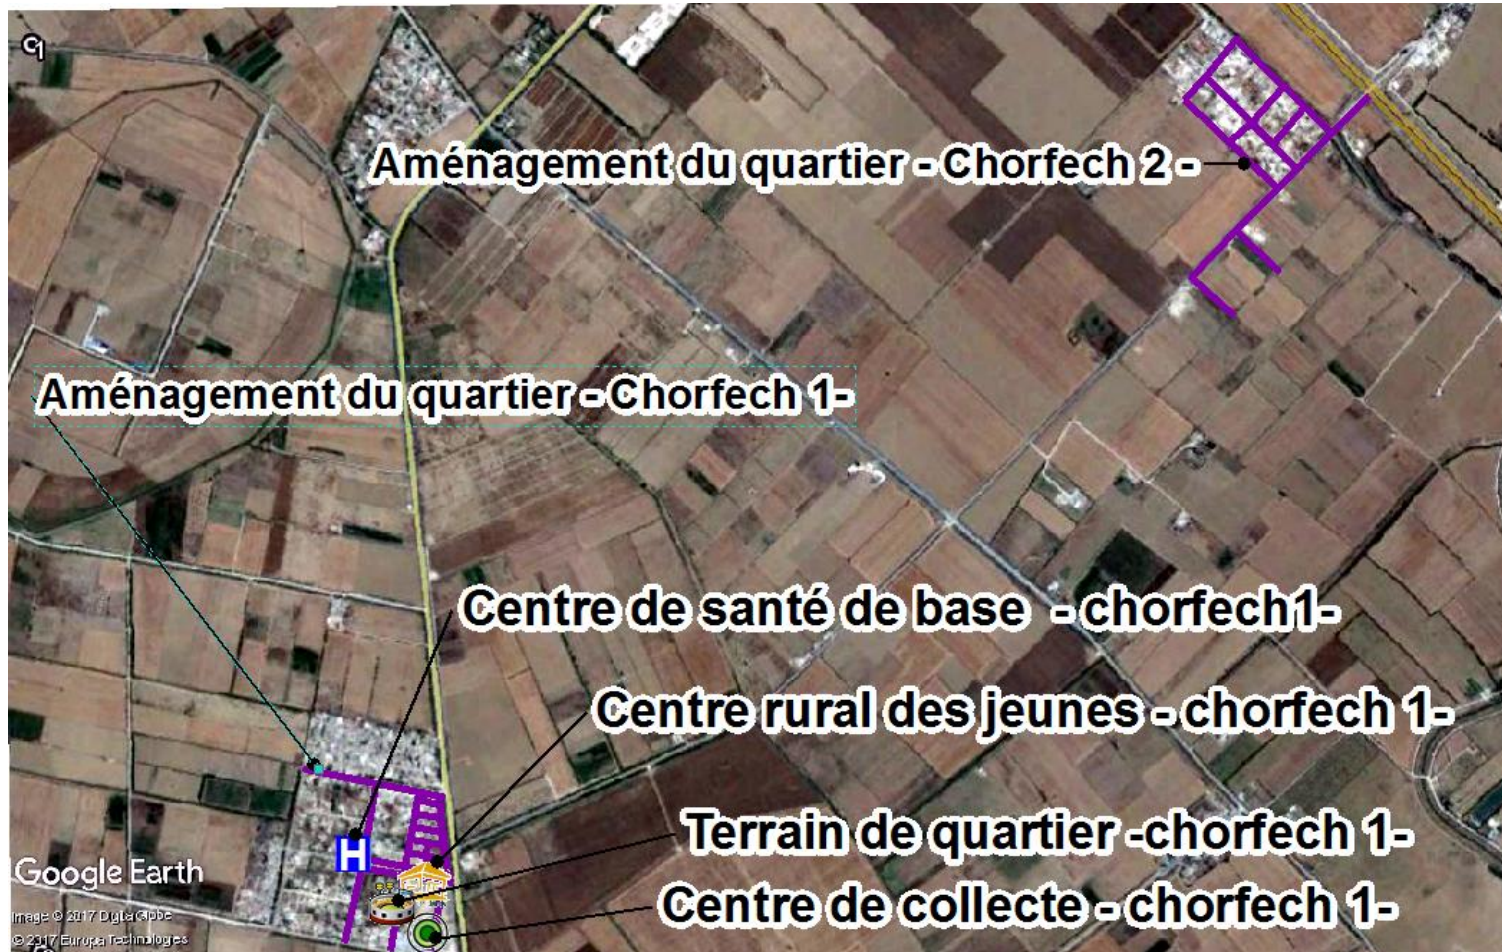 Aménagement du quartier - Chorfech 2 -
Aménagement du quartier - Chorfech 1-
Centre de santé de base - chorfech1-
Centre rural des jeunes - chorfech 1-
Terrain de quartier -chorfech 1-
H
Centre de collecte - chorfech 1-
Google Earth
Image © 2017 DigitalGlobe
© 2017 Europa Technologies